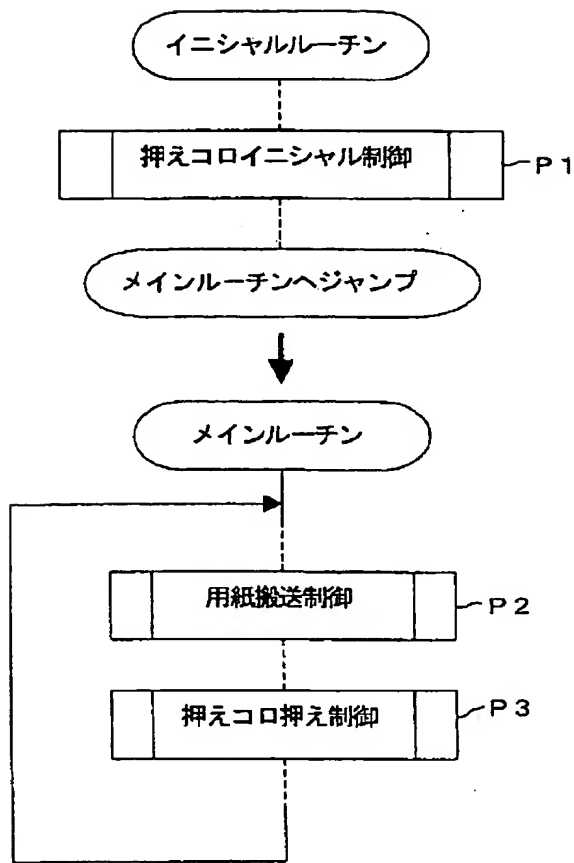 イニシャルルーチン
押えコロイニシャル制御
P1
メインルーチンへジャンプ
メインルーチン
用紙搬送制御
P2
押えコロ押え制御
P3